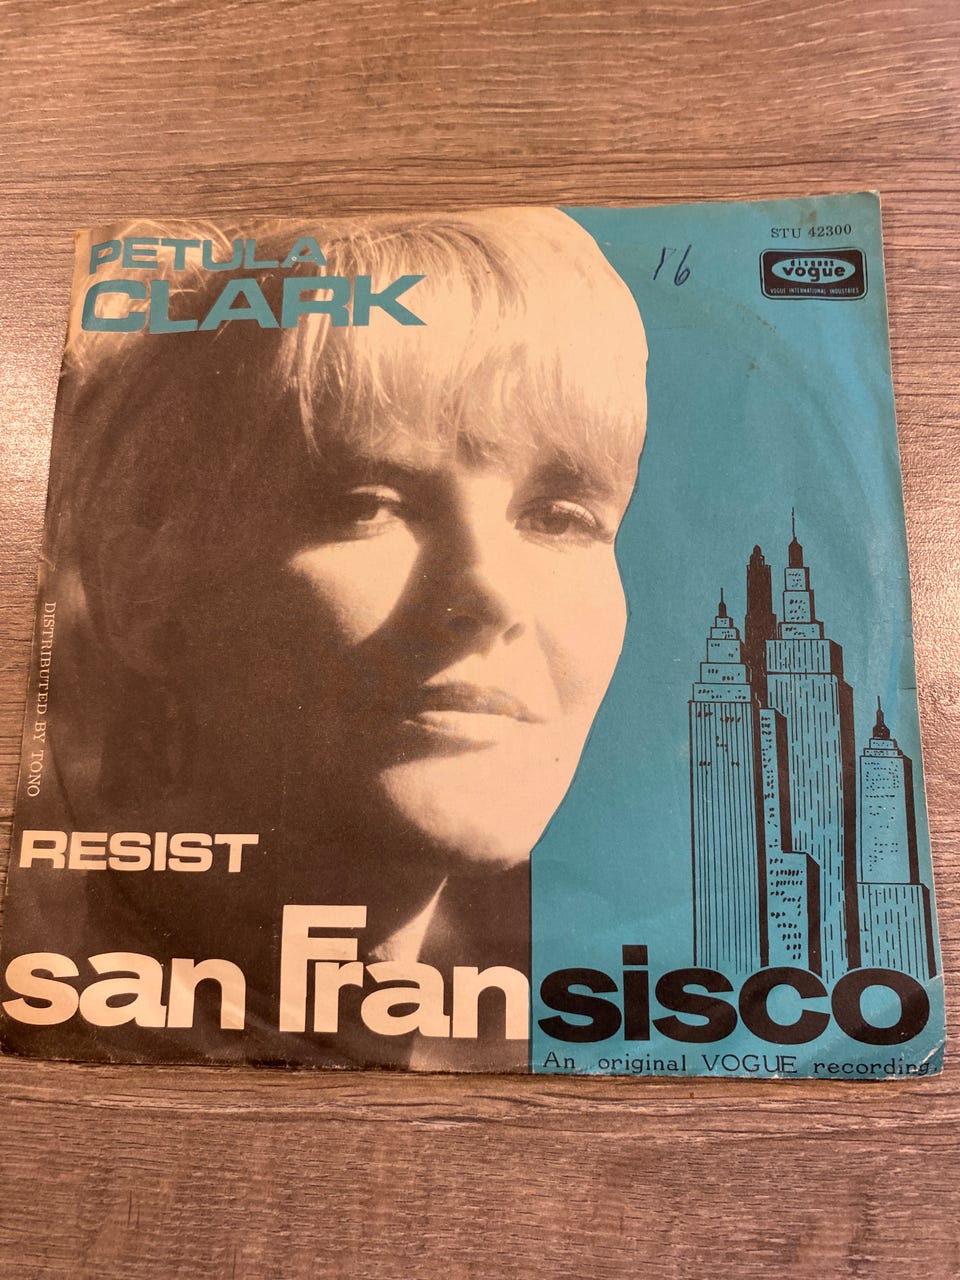 PETULA
CLARK
STU 42300
disques
vogue
VOGUE INTERNATIONAL INDUSTRIES
DISTRIBUTED BY TONO
RESIST
san Fransisco
An original VOGUE recording.